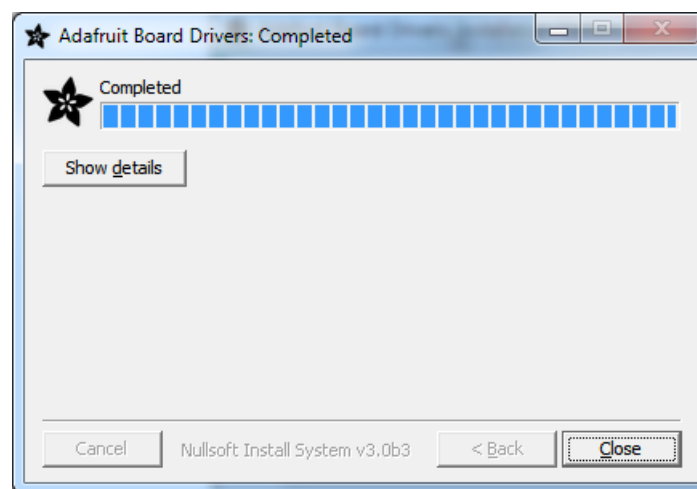 Adafruit Board Drivers: Completed
Completed
Show details
Cancel
Nullsoft Install System v3.0b3
< Back
Close